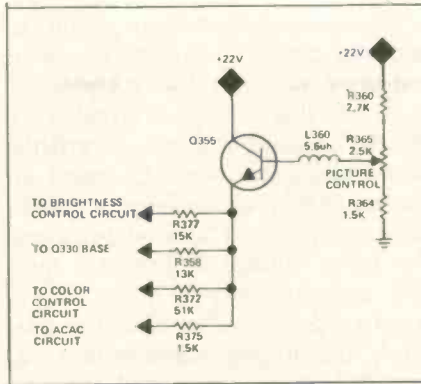 +22V
+22V
R360
2.7K
Q355
L360
5.6uh
R365
2.5K
PICTURE
CONTROL
R364
1.5K
TO BRIGHTNESS
CONTROL CIRCUIT
R377
15K
TO Q330 BASE
R358
13K
TO COLOR
CONTROL
CIRCUIT
R372
51K
TO ACAC
CIRCUIT
R375
1.5K